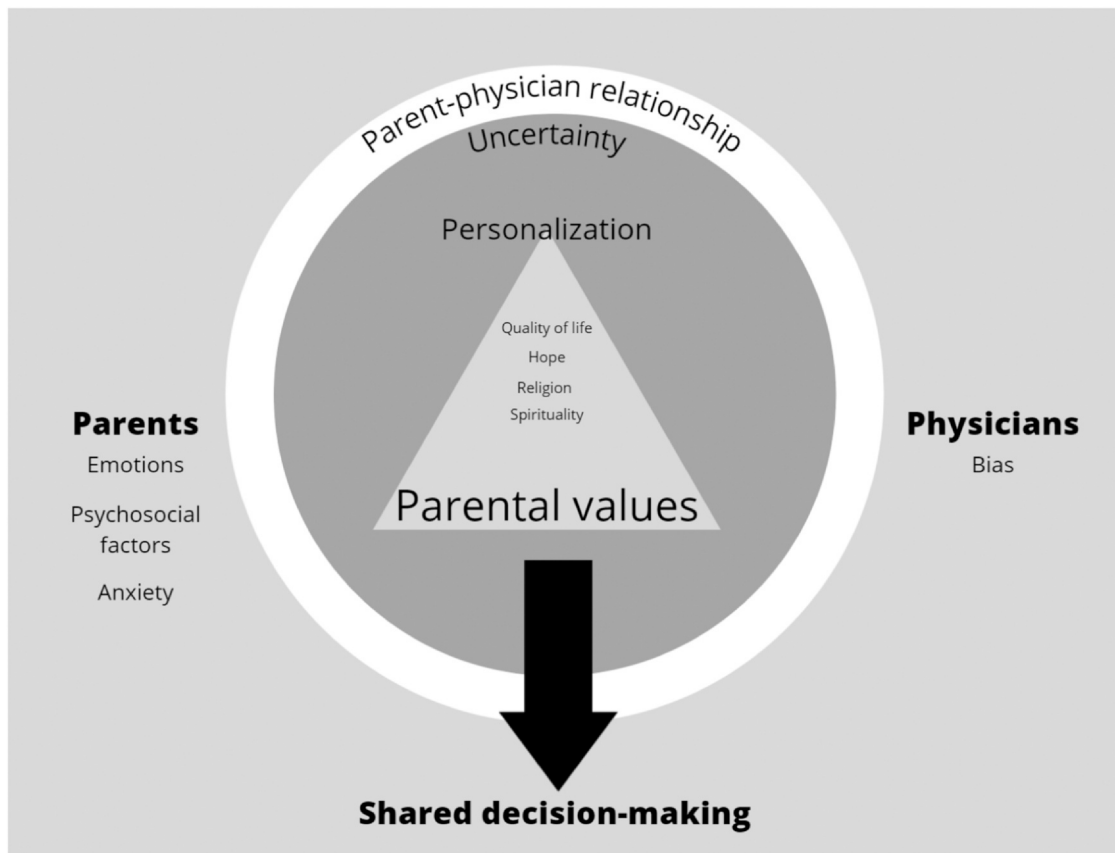 Parent-physician relationship
Uncertainty
Personalization
Quality of life
Hope
Religion
Spirituality
Parental values
Parents
Emotions
Psychosocial
factors
Anxiety
Physicians
Bias
Shared decision-making